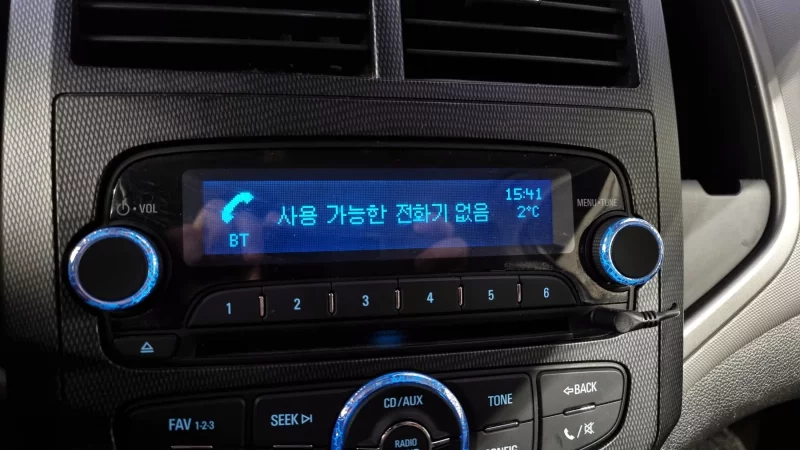 15:41
사용 가능한 전화기 없음
2°C
BT
VOL
MENU•TUNE
1 2 3 4 5 6
FAV 1-2-3
SEEK
CD/AUX
RADIO
TONE
BACK